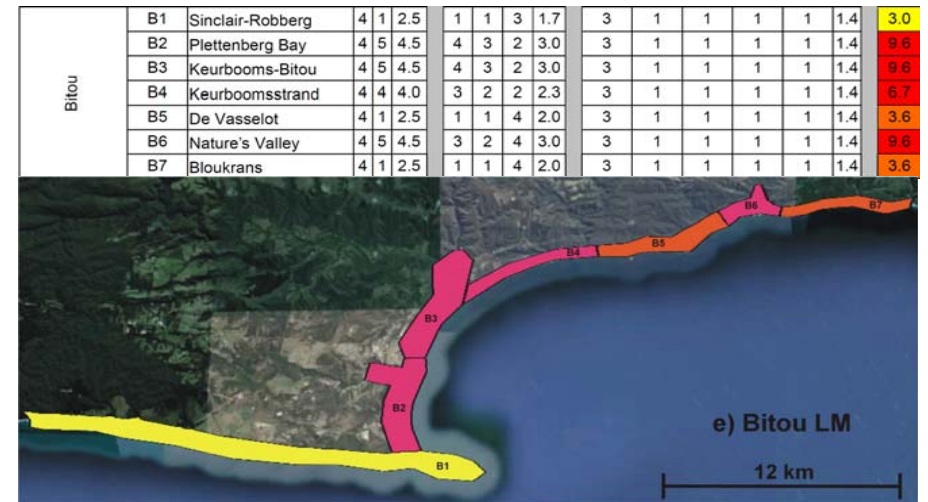 Bitou
B1 Sinclair-Robberg 4 1 2.5 1 1 3 1.7 3 1 1 1 1 1.4 3.0
B2 Plettenberg Bay 4 5 4.5 4 3 2 3.0 3 1 1 1 1 1.4 9.6
B3 Keurbooms-Bitou 4 5 4.5 4 3 2 3.0 3 1 1 1 1 1.4 9.6
B4 Keurboomsstrand 4 4 4.0 3 2 2 2.3 3 1 1 1 1 1.4 6.7
B5 De Vasselot 4 1 2.5 1 1 4 2.0 3 1 1 1 1 1.4 3.6
B6 Nature's Valley 4 5 4.5 3 2 4 3.0 3 1 1 1 1 1.4 9.6
B7 Bloukrans 4 1 2.5 1 1 4 2.0 3 1 1 1 1 1.4 3.6
B6
B7
B5
B4
B3
B2
e) Bitou LM
B1
12 km